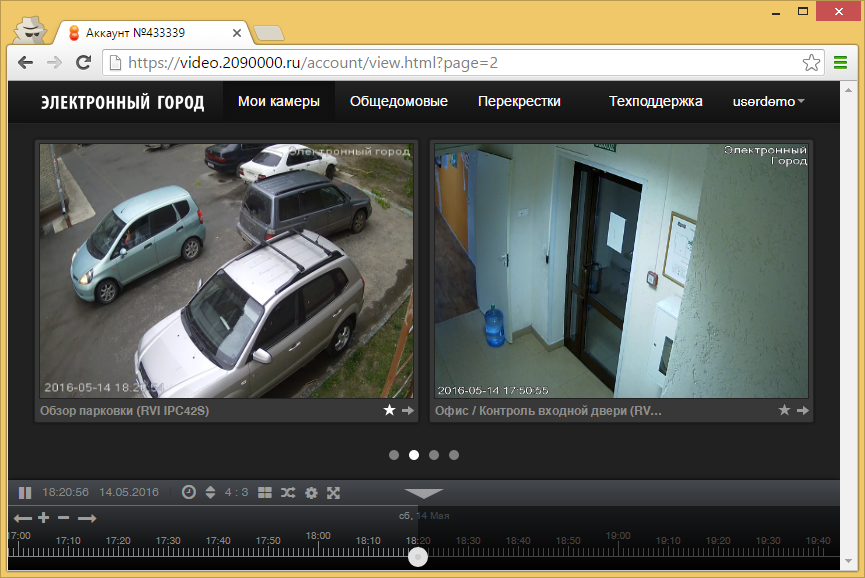 Аккаунт №433339
https://video.2090000.ru/account/view.html?page=2
ЭЛЕКТРОННЫЙ ГОРОД Мои камеры Общедомовые Перекрестки Техподдержка userdemo
Электронный город
2016-05-14 18:20:54
Обзор парковки (RVI IPC42S)
Электронный
Город
2016-05-14 17:50:55
Офис / Контроль входной двери (RV...
18:20:56 14.05.2016 4 : 3
сб, 14 Мая
17:00 17:10 17:20 17:30 17:40 17:50 18:00 18:10 18:20 18:30 18:40 18:50 19:00 19:10 19:20 19:30 19:40